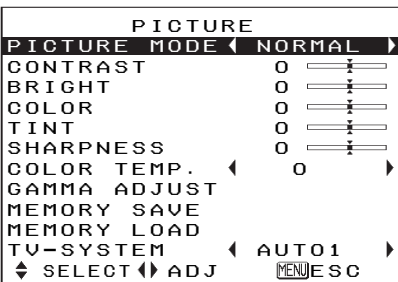 PICTURE
PICTURE MODE NORMAL
CONTRAST 0
BRIGHT 0
COLOR 0
TINT 0
SHARPNESS 0
COLOR TEMP. 0
GAMMA ADJUST
MEMORY SAVE
MEMORY LOAD
TV-SYSTEM AUTO1
SELECT ADJ MENU ESC